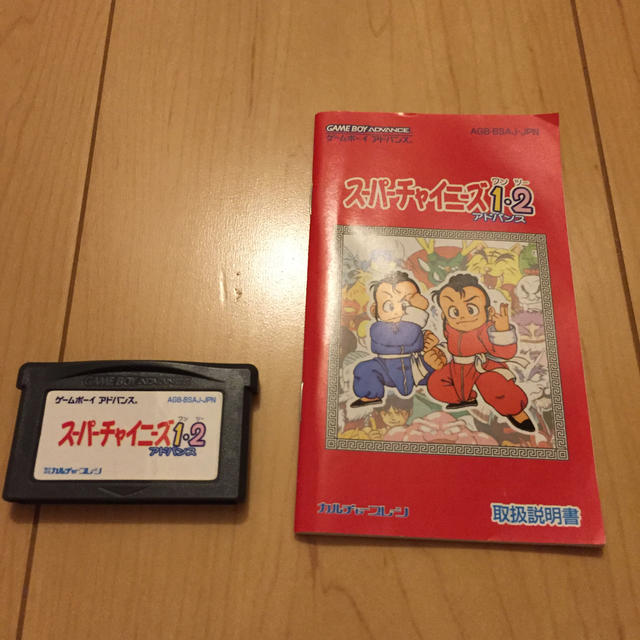 GAME BOY ADVANCE
ゲームボーイ アドバンス®
AGB-BSAJ-JPN
スーパーチャイニーズ1・2
ワン ツー
アドバンス
カルチャーブレーン
取扱説明書
GAME BOY ADVANCE
ゲームボーイ アドバンス®
AGB-BSAJ-JPN
スーパーチャイニーズ1・2
ワン ツー
アドバンス
カルチャーブレーン